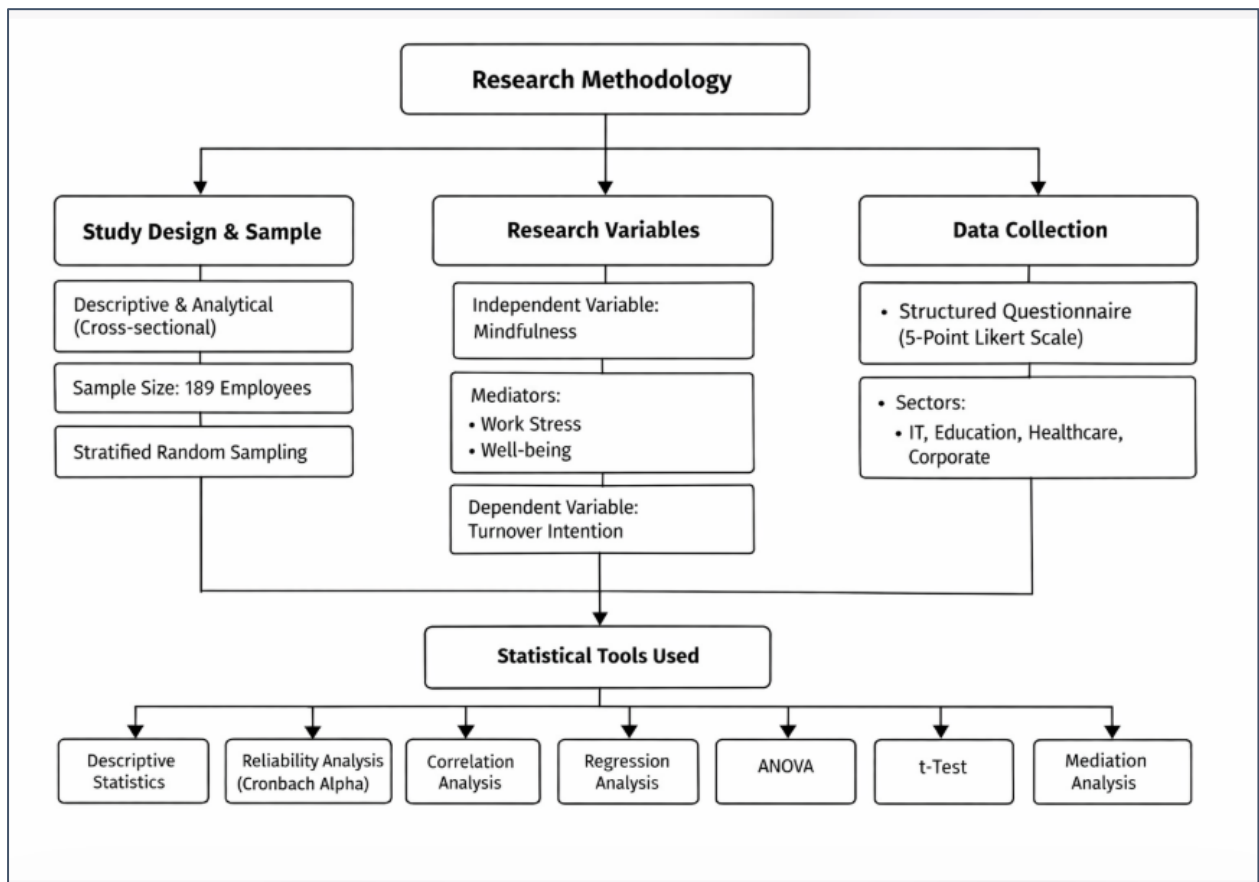 Research Methodology
Study Design & Sample
Descriptive & Analytical
(Cross-sectional)
Sample Size: 189 Employees
Stratified Random Sampling
Research Variables
Independent Variable:
Mindfulness
Mediators:
• Work Stress
• Well-being
Dependent Variable:
Turnover Intention
Data Collection
• Structured Questionnaire
(5-Point Likert Scale)
• Sectors:
• IT, Education, Healthcare,
Corporate
Statistical Tools Used
Descriptive
Statistics
Reliability Analysis
(Cronbach Alpha)
Correlation
Analysis
Regression
Analysis
ANOVA
t-Test
Mediation
Analysis